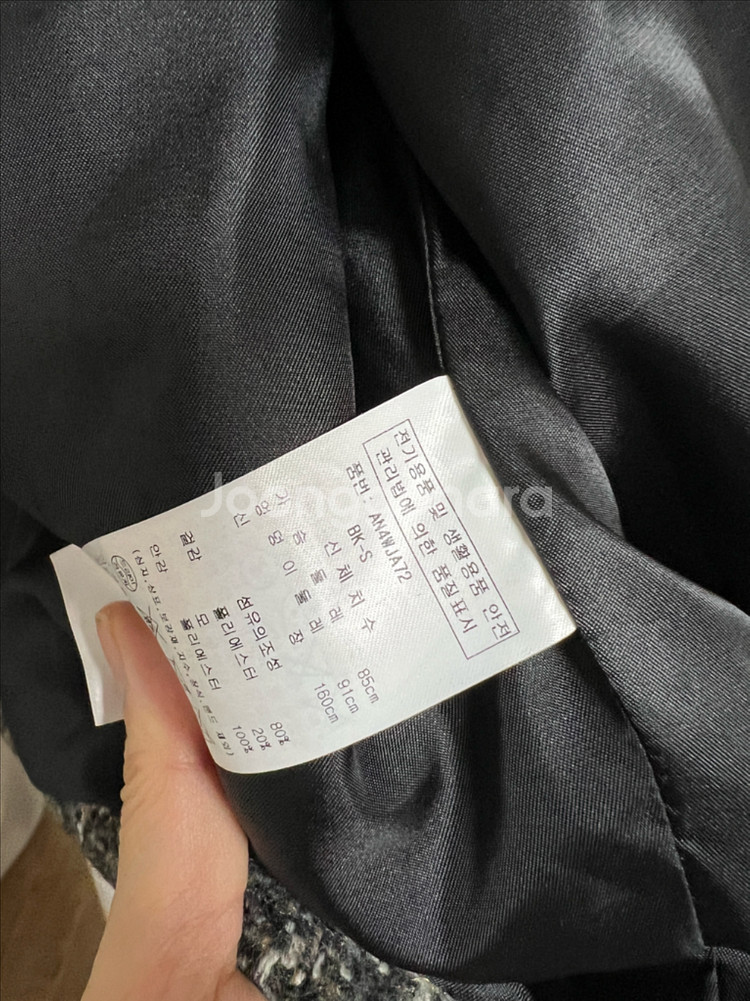 전기용품 및 생활용품 안전
관리법에 의한 품질표시
품번: AN4WJA72
BK-S
신체치수
가슴둘레 85cm
엉덩이둘레 91cm
신장 160cm
섬유의조성
겉감 폴리에스터 80%
모 20%
안감 폴리에스터 100%